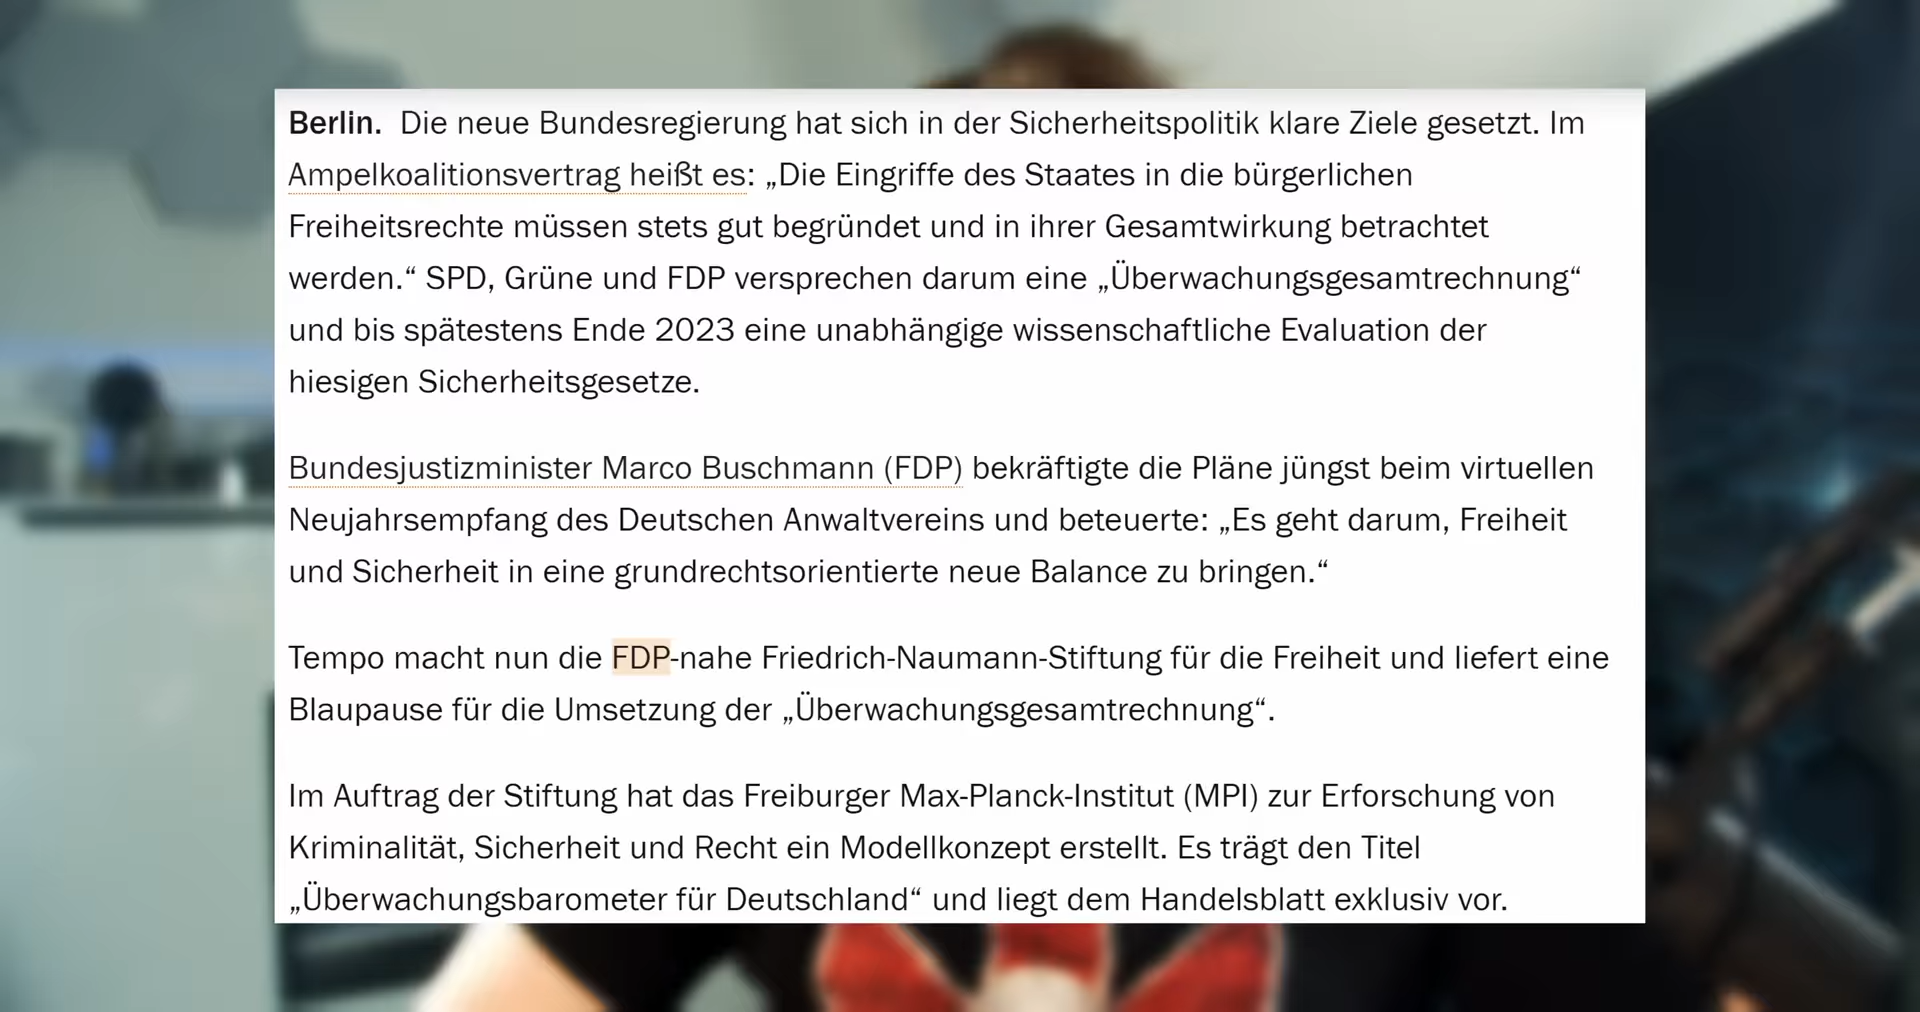 Berlin. Die neue Bundesregierung hat sich in der Sicherheitspolitik klare Ziele gesetzt. Im
Ampelkoalitionsvertrag heißt es: „Die Eingriffe des Staates in die bürgerlichen
Freiheitsrechte müssen stets gut begründet und in ihrer Gesamtwirkung betrachtet
werden.“ SPD, Grüne und FDP versprechen darum eine „Überwachungsgesamtrechnung“
und bis spätestens Ende 2023 eine unabhängige wissenschaftliche Evaluation der
hiesigen Sicherheitsgesetze.
Bundesjustizminister Marco Buschmann (FDP) bekräftigte die Pläne jüngst beim virtuellen
Neujahrsempfang des Deutschen Anwaltvereins und beteuerte: „Es geht darum, Freiheit
und Sicherheit in eine grundrechtsorientierte neue Balance zu bringen.“
Tempo macht nun die FDP-nahe Friedrich-Naumann-Stiftung für die Freiheit und liefert eine
Blaupause für die Umsetzung der „Überwachungsgesamtrechnung“.
Im Auftrag der Stiftung hat das Freiburger Max-Planck-Institut (MPI) zur Erforschung von
Kriminalität, Sicherheit und Recht ein Modellkonzept erstellt. Es trägt den Titel
„Überwachungsbarometer für Deutschland“ und liegt dem Handelsblatt exklusiv vor.